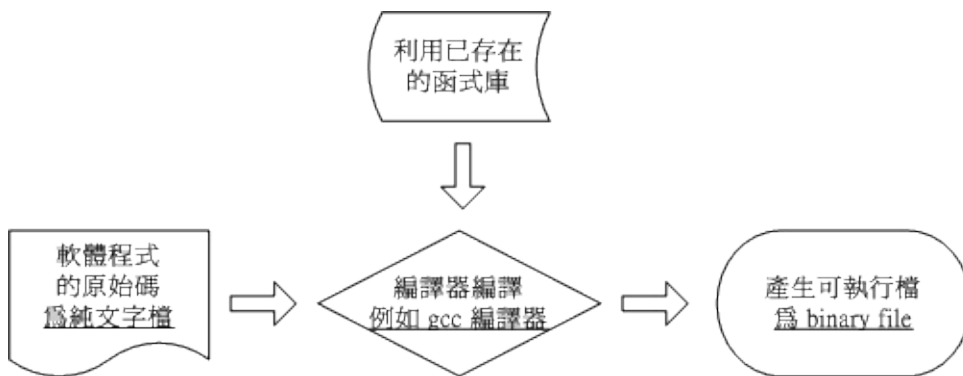 利用已存在
的函式庫
軟體程式
的原始碼
爲純文字檔
編譯器編譯
例如 gcc 編譯器
產生可執行檔
爲 binary file